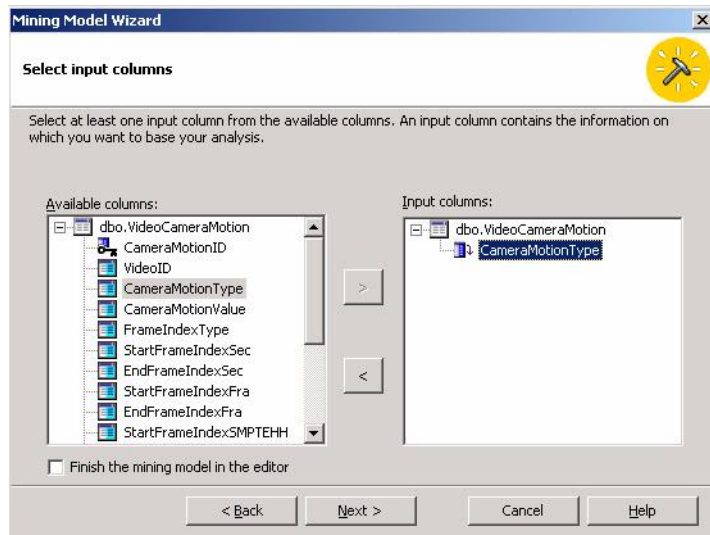 Mining Model Wizard
Select input columns
Select at least one input column from the available columns. An input column contains the information on
which you want to base your analysis.
Available columns:
dbo.VideoCameraMotion
CameraMotionID
VideoID
CameraMotionType
CameraMotionValue
FrameIndexType
StartFrameIndexSec
EndFrameIndexSec
StartFrameIndexFra
EndFrameIndexFra
StartFrameIndexSMPTEHH
>
<
Input columns:
dbo.VideoCameraMotion
CameraMotionType
Finish the mining model in the editor
< Back
Next >
Cancel
Help